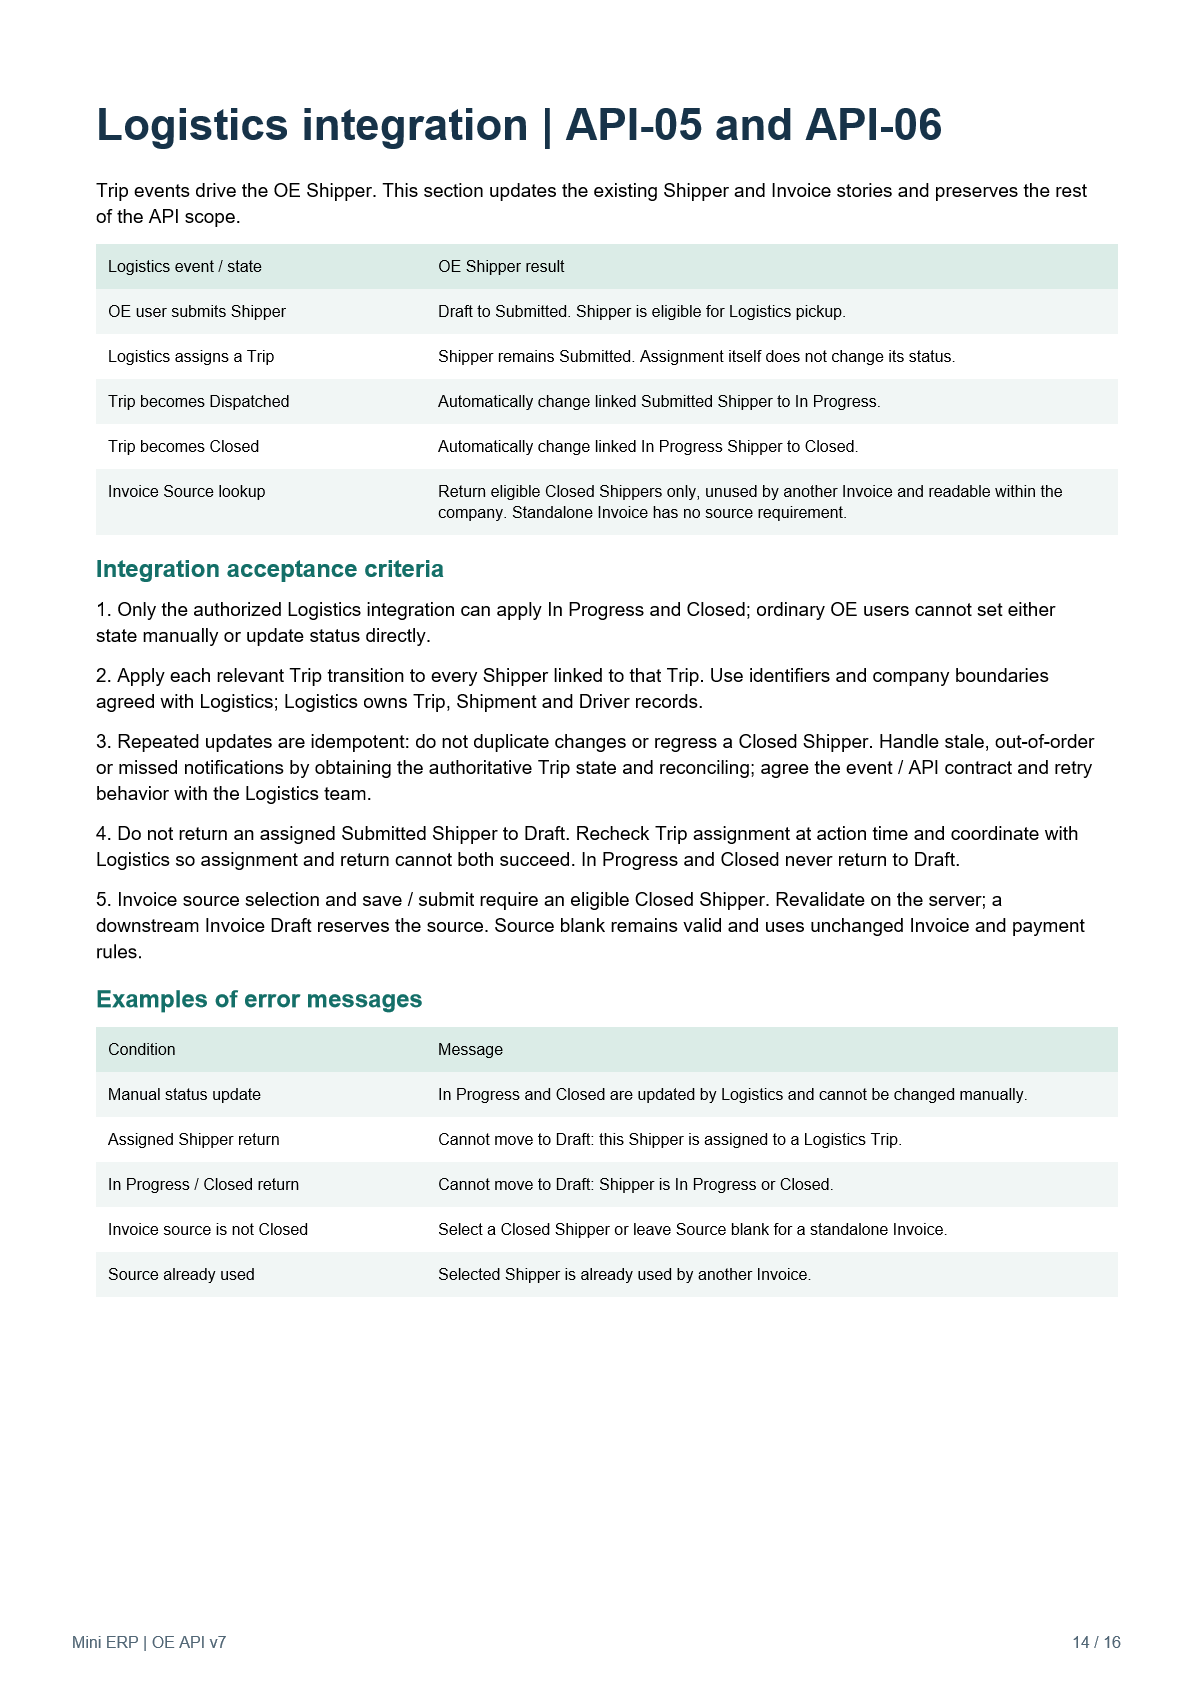 Logistics integration | API-05 and API-06
Trip events drive the OE Shipper. This section updates the existing Shipper and Invoice stories and preserves the rest
of the API scope.
Logistics event / state OE Shipper result
OE user submits Shipper Draft to Submitted. Shipper is eligible for Logistics pickup.
Logistics assigns a Trip Shipper remains Submitted. Assignment itself does not change its status.
Trip becomes Dispatched Automatically change linked Submitted Shipper to In Progress.
Trip becomes Closed Automatically change linked In Progress Shipper to Closed.
Invoice Source lookup Return eligible Closed Shippers only, unused by another Invoice and readable within the
company. Standalone Invoice has no source requirement.
Integration acceptance criteria
1. Only the authorized Logistics integration can apply In Progress and Closed; ordinary OE users cannot set either
state manually or update status directly.
2. Apply each relevant Trip transition to every Shipper linked to that Trip. Use identifiers and company boundaries
agreed with Logistics; Logistics owns Trip, Shipment and Driver records.
3. Repeated updates are idempotent: do not duplicate changes or regress a Closed Shipper. Handle stale, out-of-order
or missed notifications by obtaining the authoritative Trip state and reconciling; agree the event / API contract and retry
behavior with the Logistics team.
4. Do not return an assigned Submitted Shipper to Draft. Recheck Trip assignment at action time and coordinate with
Logistics so assignment and return cannot both succeed. In Progress and Closed never return to Draft.
5. Invoice source selection and save / submit require an eligible Closed Shipper. Revalidate on the server; a
downstream Invoice Draft reserves the source. Source blank remains valid and uses unchanged Invoice and payment
rules.
Examples of error messages
Condition Message
Manual status update In Progress and Closed are updated by Logistics and cannot be changed manually.
Assigned Shipper return Cannot move to Draft: this Shipper is assigned to a Logistics Trip.
In Progress / Closed return Cannot move to Draft: Shipper is In Progress or Closed.
Invoice source is not Closed Select a Closed Shipper or leave Source blank for a standalone Invoice.
Source already used Selected Shipper is already used by another Invoice.
Mini ERP | OE API v7 14 / 16